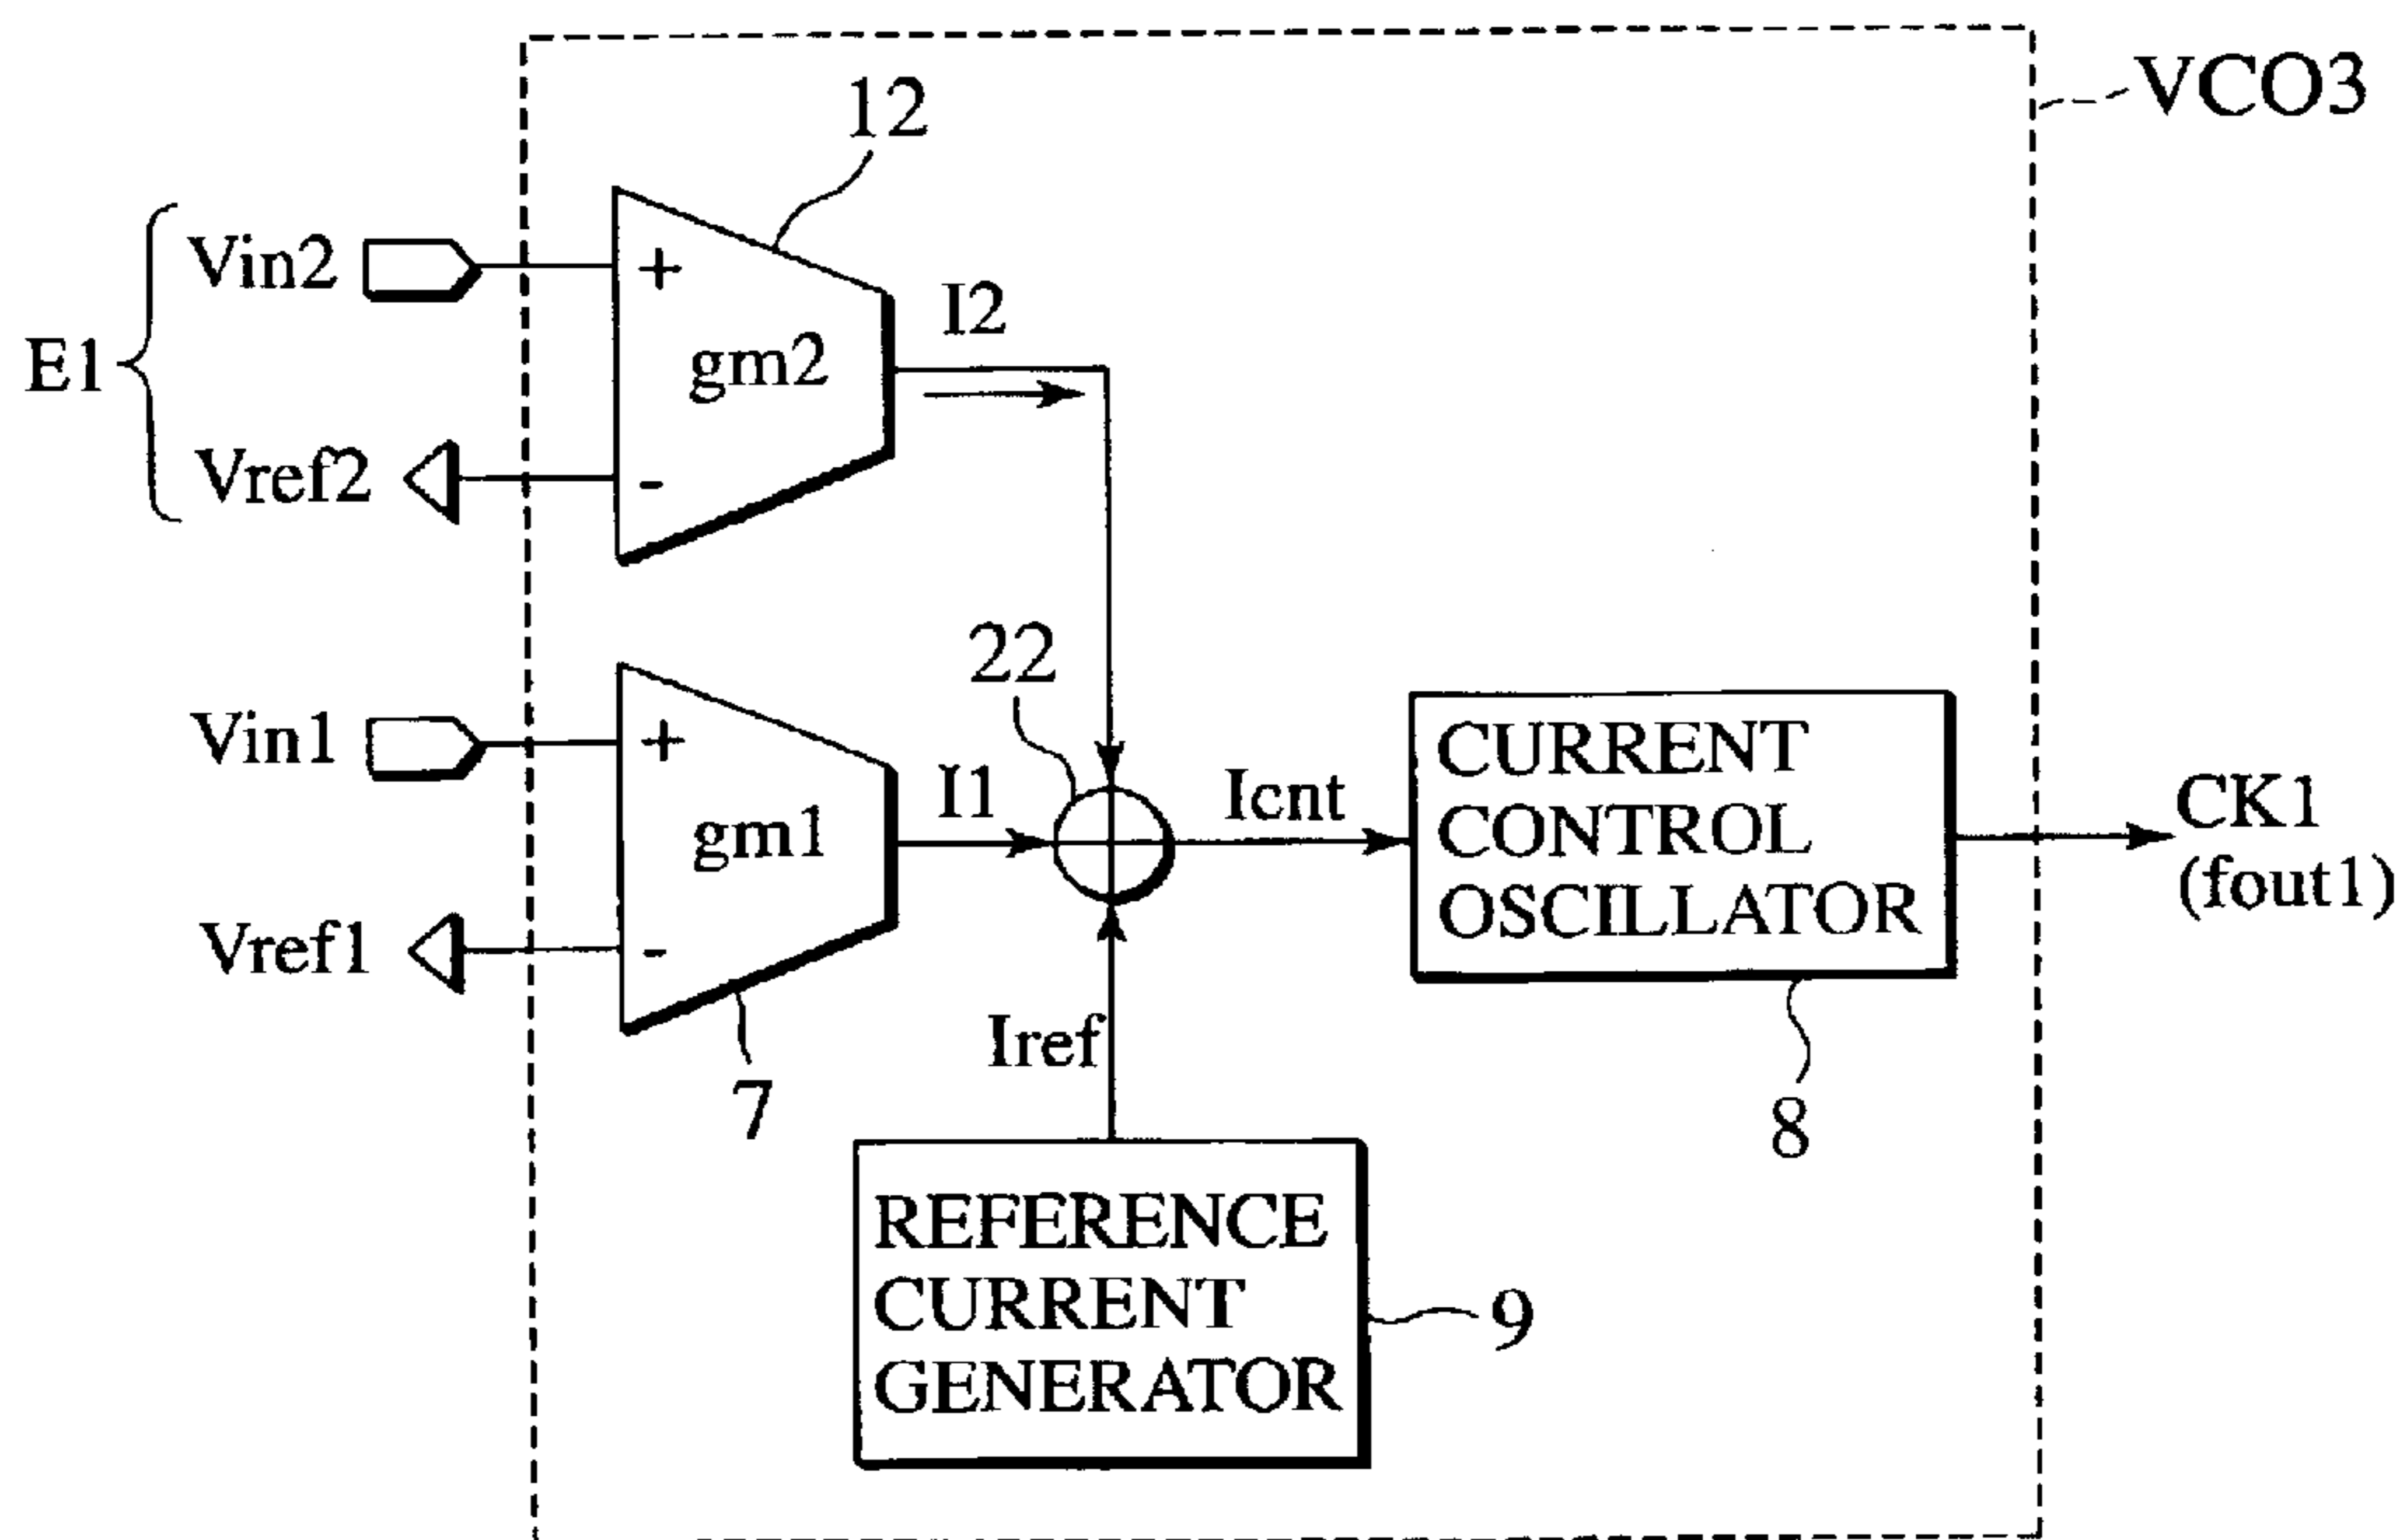 VCO3
12
Vin2
+
I2
E1
gm2
Vref2
-
22
Vin1
+
I1
Icnt
gm1
CURRENT
CONTROL
OSCILLATOR
CK1
(fout1)
Vref1
-
Iref
7
8
REFERENCE
CURRENT
GENERATOR
9